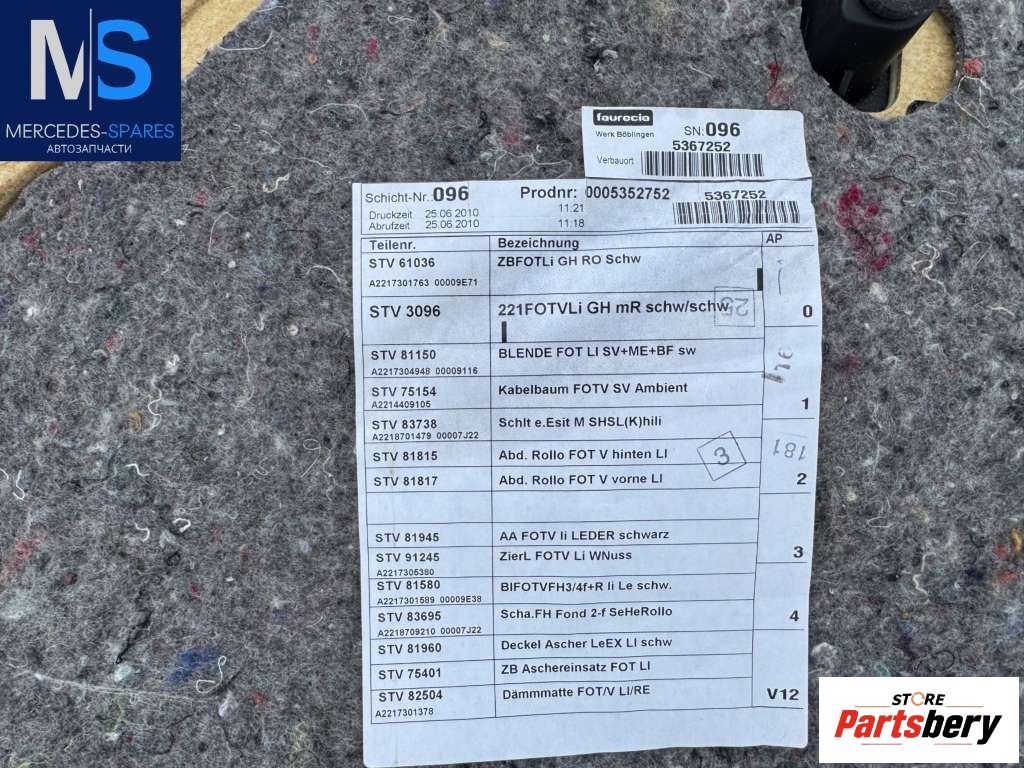 MS
MERCEDES-SPARES
АВТОЗАПЧАСТИ
faurecia
Werk Böblingen
SN:096
5367252
Verbauort
Schicht-Nr.:096 Prodnr: 0005352752 5367252
Druckzeit 25.06.2010 11:21
Abrufzeit 25.06.2010 11:18
Teilenr. Bezeichnung AP
STV 61036 ZBFOTLi GH RO Schw
A2217301763 00009E71
STV 3096 221FOTVLi GH mR schw/schw 0
25
STV 81150 BLENDE FOT LI SV+ME+BF sw
A2217304948 00009116
STV 75154 Kabelbaum FOTV SV Ambient
A2214409105 1
STV 83738 Schlt e.Esit M SHSL(K)hili
A2218701479 00007J22
STV 81815 Abd. Rollo FOT V hinten LI
3
181
STV 81817 Abd. Rollo FOT V vorne LI 2
STV 81945 AA FOTV li LEDER schwarz
STV 91245 ZierL FOTV Li WNuss 3
A2217305380
STV 81580 BIFOTVFH3/4f+R li Le schw.
A2217301589 00009E38
STV 83695 Scha.FH Fond 2-f SeHeRollo 4
A2218709210 00007J22
STV 81960 Deckel Ascher LeEX LI schw
STV 75401 ZB Aschereinsatz FOT LI
STV 82504 Dämmmatte FOT/V LI/RE V12
A2217301378
STORE
Partsbery